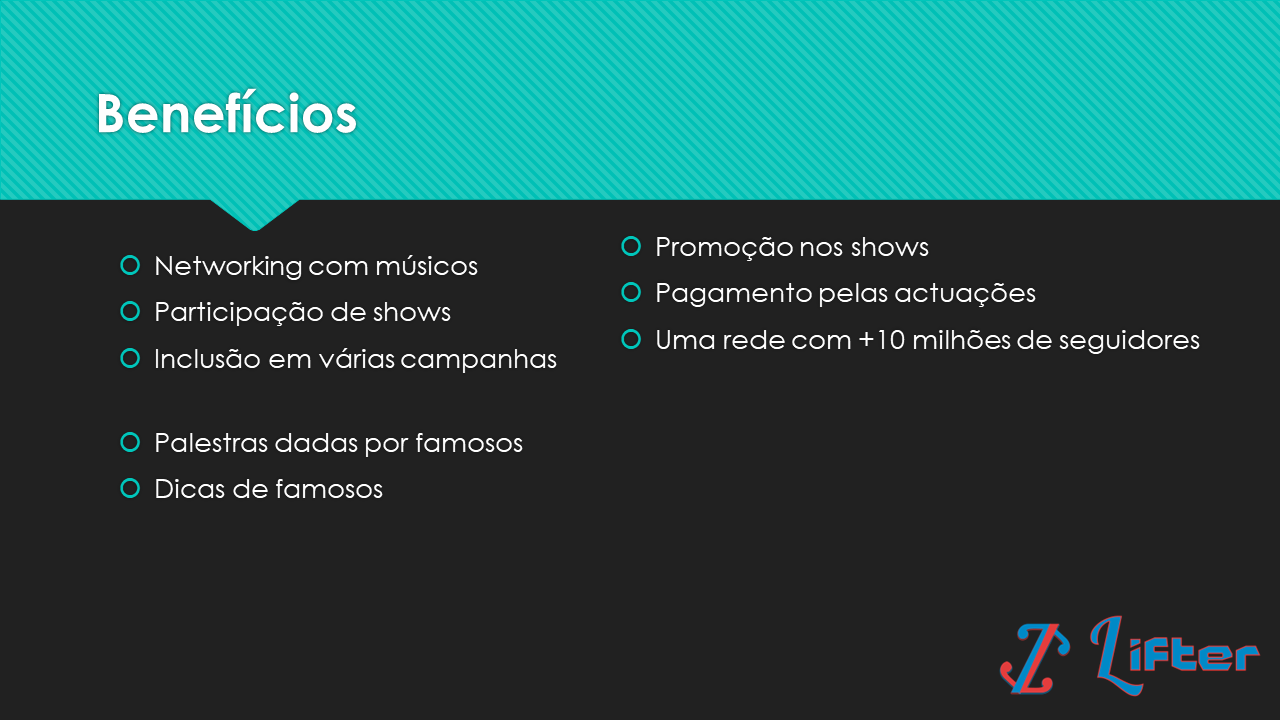 Benefícios
Networking com músicos
Participação de shows
Inclusão em várias campanhas
Palestras dadas por famosos
Dicas de famosos
Promoção nos shows
Pagamento pelas actuações
Uma rede com +10 milhões de seguidores
Lifter